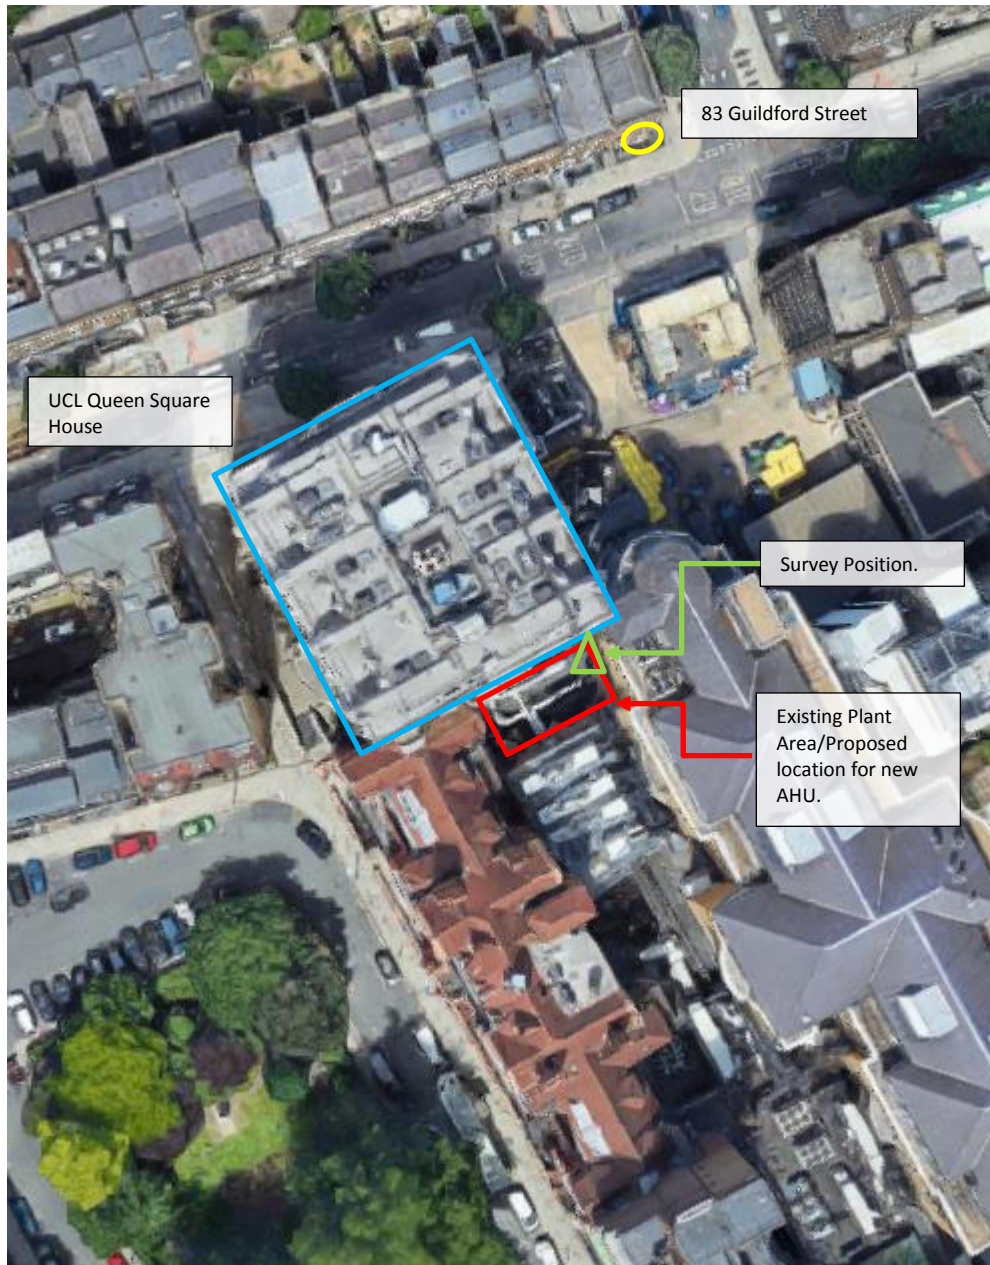 83 Guildford Street
UCL Queen Square
House
Survey Position.
Existing Plant
Area/Proposed
location for new
AHU.